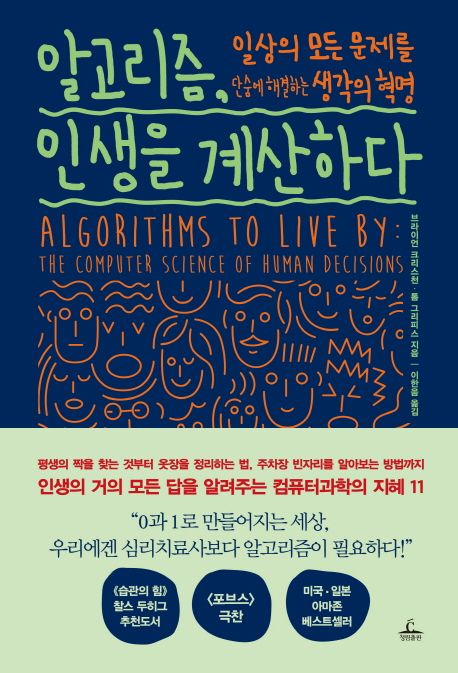 알고리즘,
일상의 모든 문제를
단숨에 해결하는 생각의 혁명
인생을 계산하다
ALGORITHMS TO LIVE BY:
THE COMPUTER SCIENCE OF HUMAN DECISIONS
브라이언 크리스천·톰 그리피스 지음 ㅡ 이한음 옮김
평생의 짝을 찾는 것부터 옷장을 정리하는 법, 주차장 빈자리를 알아보는 방법까지
인생의 거의 모든 답을 알려주는 컴퓨터과학의 지혜 11
“0과 1로 만들어지는 세상,
우리에겐 심리치료사보다 알고리즘이 필요하다!”
《습관의 힘》
찰스 두히그
추천도서
〈포브스〉
극찬
미국·일본
아마존
베스트셀러
청림출판